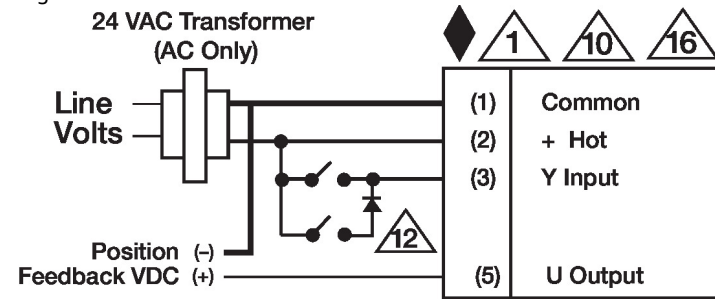 24 VAC Transformer
(AC Only)
1 10 16
Line
Volts
(1) Common
(2) + Hot
(3) Y Input
12
Position (–)
Feedback VDC (+)
(5) U Output